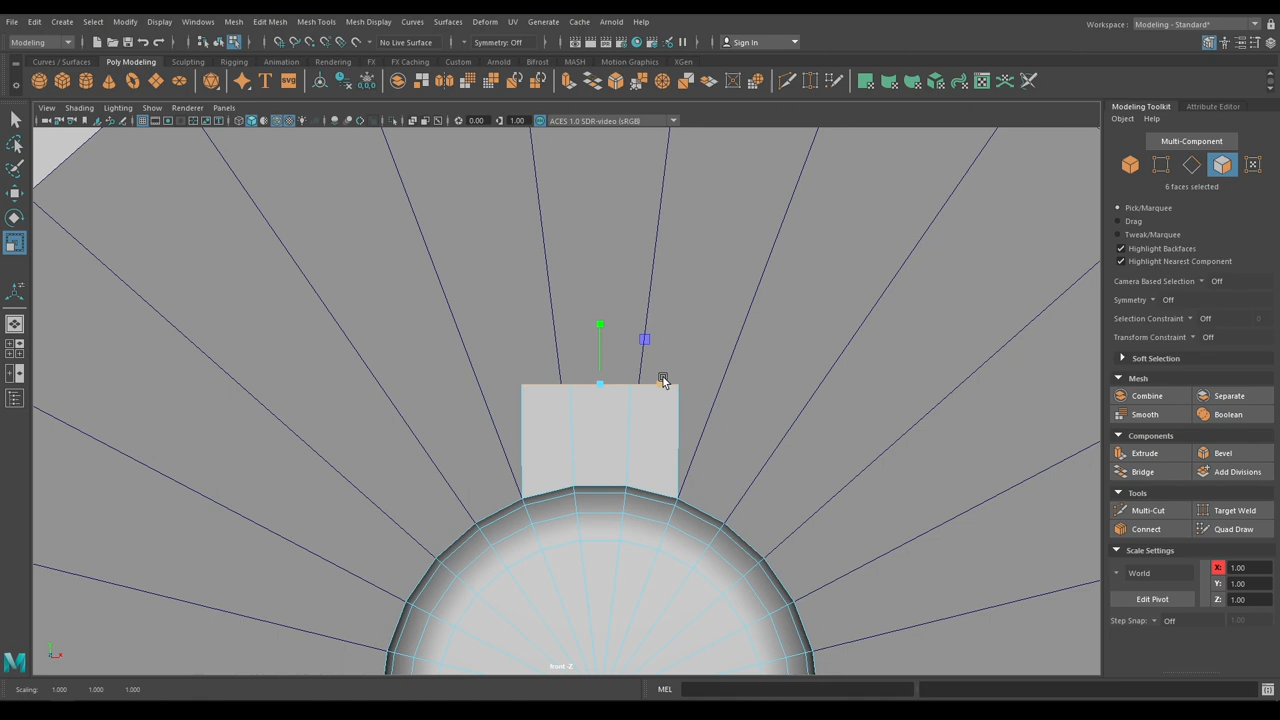 File Edit Create Select Modify Display Windows Mesh Edit Mesh Mesh Tools Mesh Display Curves Surfaces Deform UV Generate Cache Arnold Help
Workspace : Modeling - Standard*
Modeling No Live Surface Symmetry: Off Sign In
Curves / Surfaces Poly Modeling Sculpting Rigging Animation Rendering FX FX Caching Custom Arnold Bifrost MASH Motion Graphics XGen
SVG
View Shading Lighting Show Renderer Panels
0.00 1.00 ACES 1.0 SDR-video (sRGB)
Modeling Toolkit Attribute Editor
Object Help
Multi-Component
6 faces selected
Pick/Marquee
Drag
Tweak/Marquee
Highlight Backfaces
Highlight Nearest Component
Camera Based Selection Off
Symmetry Off
Selection Constraint Off 0
Transform Constraint Off
Soft Selection
Mesh
Combine Separate
Smooth Boolean
Components
Extrude Bevel
Bridge Add Divisions
Tools
Multi-Cut Target Weld
Connect Quad Draw
Scale Settings
World X: 1.00
Y: 1.00
Edit Pivot Z: 1.00
Step Snap: Off 1.00
front -Z
Scaling: 1.000 1.000 1.000 MEL